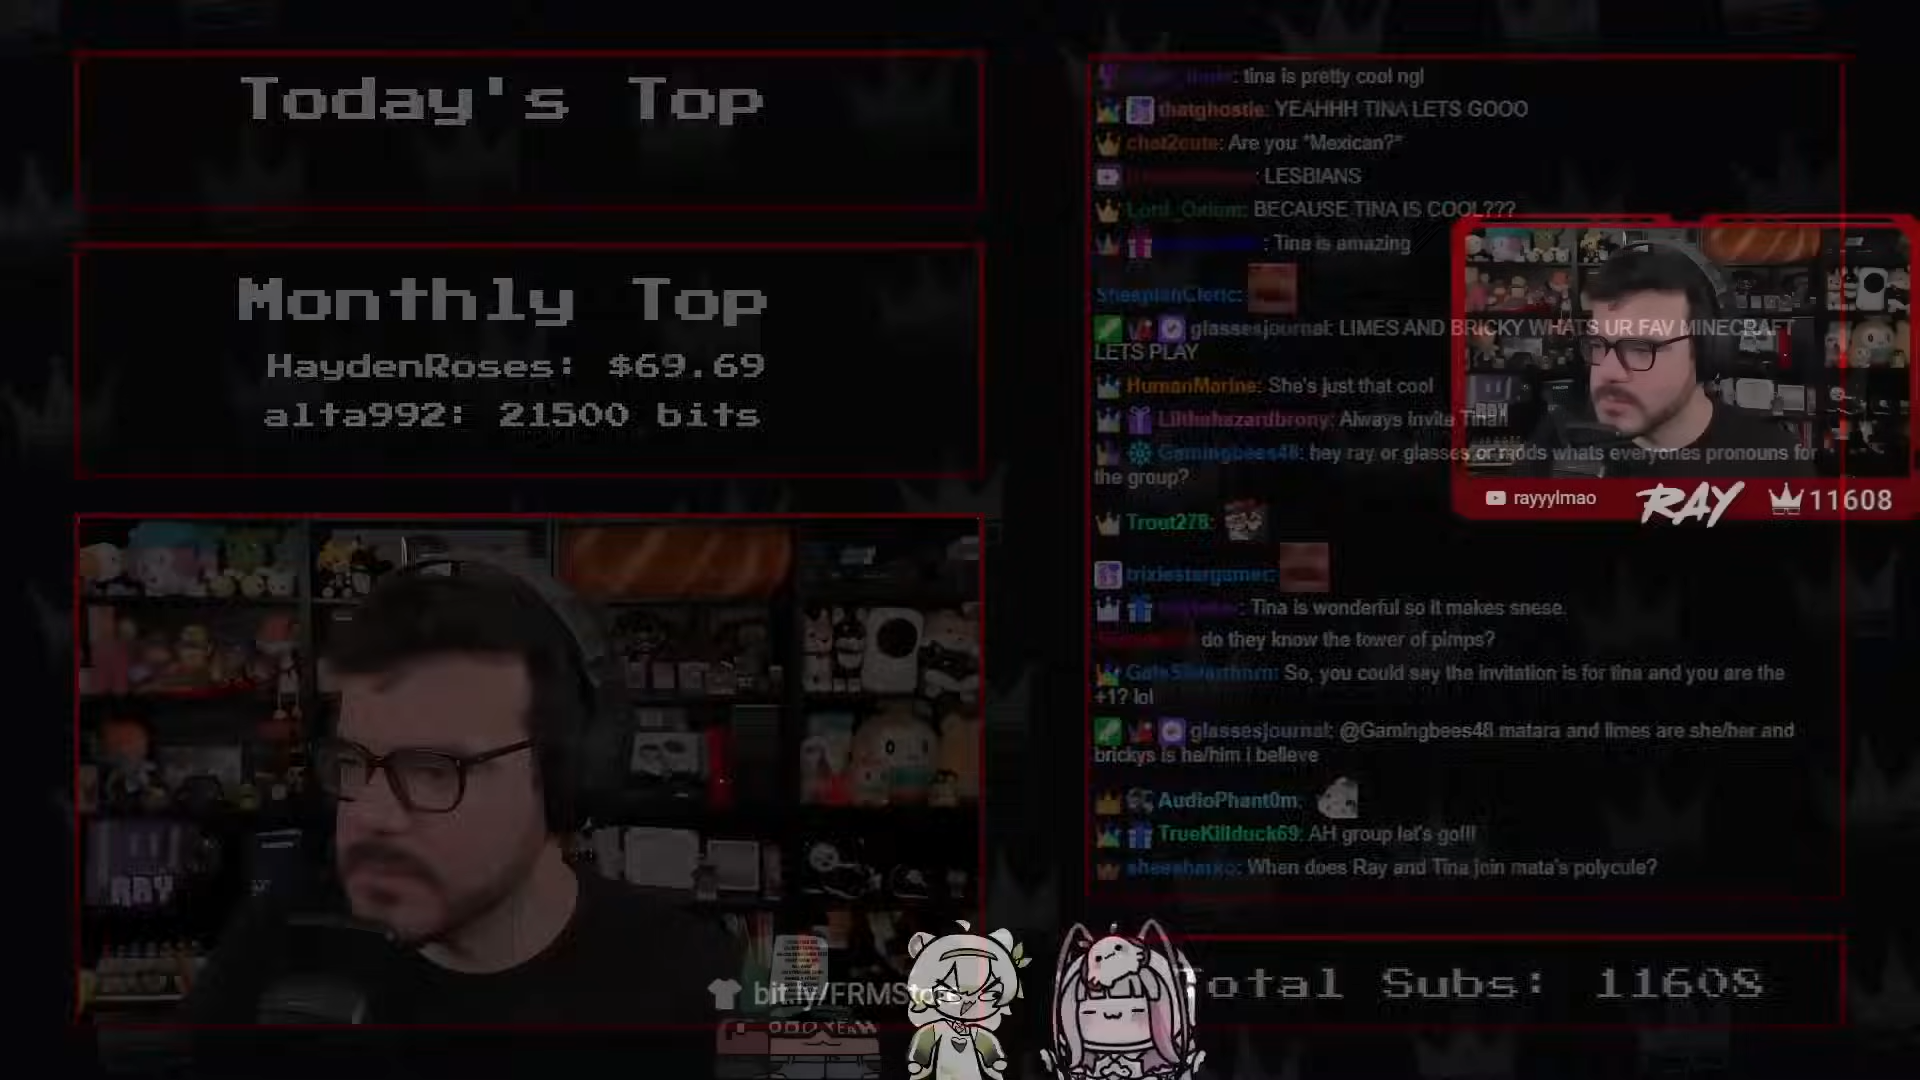 Today's Top
Monthly Top
HaydenRoses: $69.69
alta992: 21500 bits
: tina is pretty cool ngl
thatghostie: YEAHHH TINA LETS GOOO
chat2cute: Are you "Mexican?"
: LESBIANS
BECAUSE TINA IS COOL???
: Tina is amazing
SheepishCleric:
glassesjournal: LIMES AND BRICKY WHATS UR FAV MINECRAFT
LETS PLAY
HumanMarine: She's just that cool
Always invite Tina!!
Gamingbees48: hey ray or glasses or mods whats everyones pronouns for
the group?
Trout278:
trixiestargamer:
: Tina is wonderful so it makes snese.
do they know the tower of pimps?
So, you could say the invitation is for tina and you are the
+1? lol
glassesjournal: @Gamingbees48 matara and limes are she/her and
brickys is he/him i believe
AudioPhant0m:
TrueKillduck69: AH group let's go!!!
When does Ray and Tina join mata's polycule?
rayyylmao
RAY
11608
RAY
bit.ly/FRMSto
Total Subs: 11608